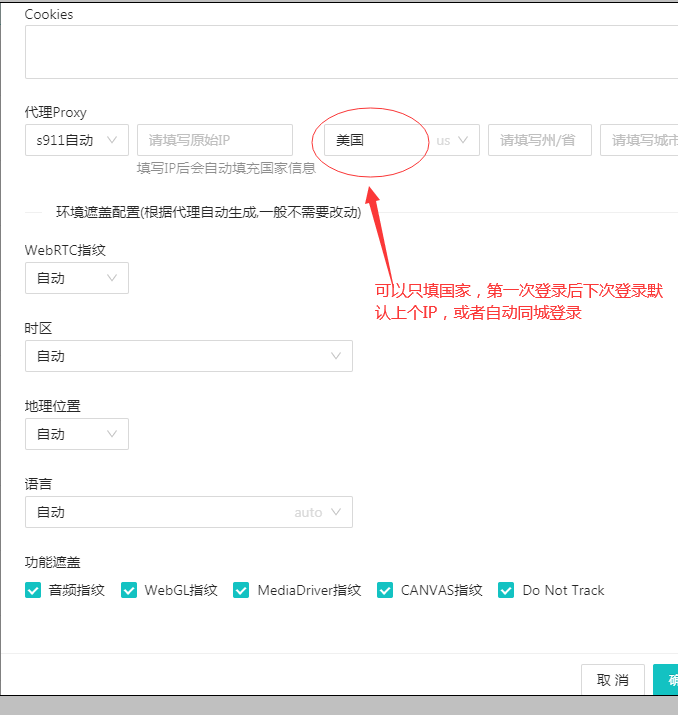 Cookies
代理Proxy
s911自动 请填写原始IP 美国 us 请填写州/省 请填写城市
填写IP后会自动填充国家信息
环境遮盖配置(根据代理自动生成,一般不需要改动)
WebRTC指纹
自动
可以只填国家，第一次登录后下次登录默
认上个IP，或者自动同城登录
时区
自动
地理位置
自动
语言
自动 auto
功能遮盖
音频指纹 WebGL指纹 MediaDriver指纹 CANVAS指纹 Do Not Track
取 消